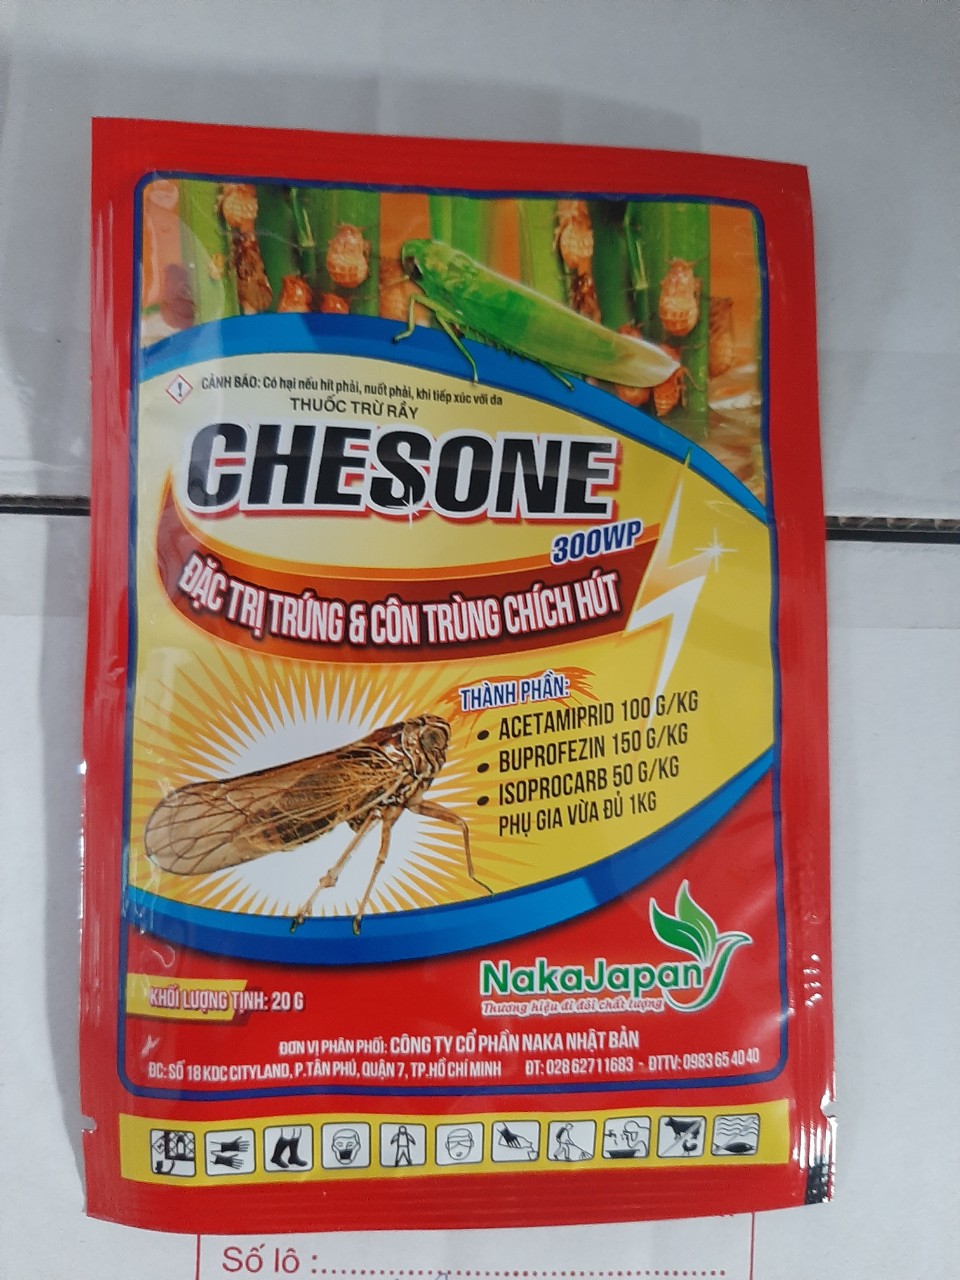 CẢNH BÁO: Có hại nếu hít phải, nuốt phải, khi tiếp xúc với da
THUỐC TRỪ RẦY
CHESONE
300WP
ĐẶC TRỊ TRỨNG & CÔN TRÙNG CHÍCH HÚT
THÀNH PHẦN:
• ACETAMIPRID 100 G/KG
• BUPROFEZIN 150 G/KG
• ISOPROCARB 50 G/KG
PHỤ GIA VỪA ĐỦ 1KG
NakaJapan
Thương hiệu đi đôi chất lượng
KHỐI LƯỢNG TỊNH: 20 G
ĐƠN VỊ PHÂN PHỐI: CÔNG TY CỔ PHẦN NAKA NHẬT BẢN
ĐC: SỐ 18 KDC CITYLAND, P.TÂN PHÚ, QUẬN 7, TP.HỒ CHÍ MINH ĐT: 028 62711683 - ĐTTV: 0983 65 40 40
Số lô :